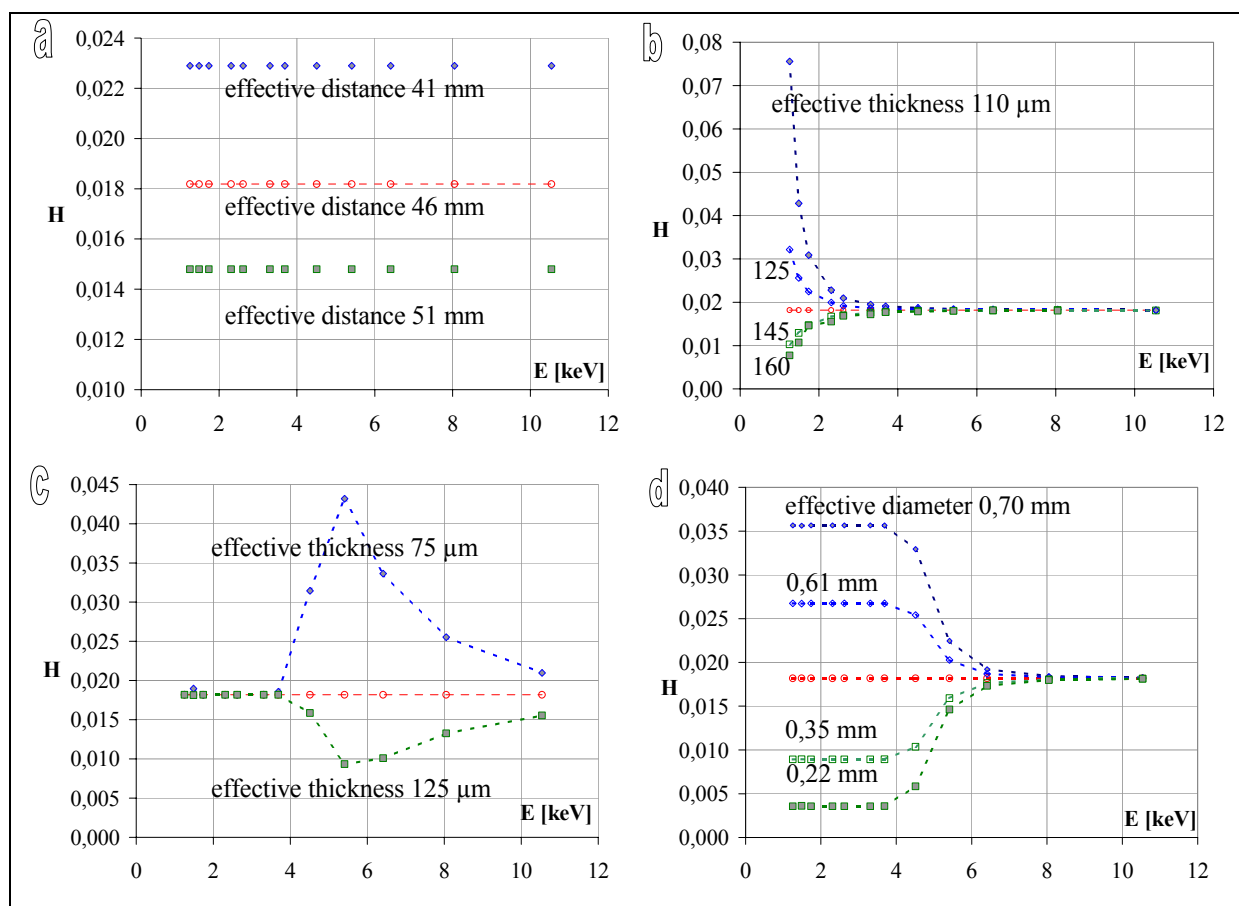 a
0,024
0,022
0,020
0,018
0,016
0,014
0,012
0,010
H
effective distance 41 mm
effective distance 46 mm
effective distance 51 mm
E [keV]
0 2 4 6 8 10 12
b
0,08
0,07
0,06
0,05
0,04
0,03
0,02
0,01
0,00
H
effective thickness 110 µm
125
145
160
E [keV]
0 2 4 6 8 10 12
c
0,045
0,040
0,035
0,030
0,025
0,020
0,015
0,010
0,005
0,000
H
effective thickness 75 µm
effective thickness 125 µm
E [keV]
0 2 4 6 8 10 12
d
0,040
0,035
0,030
0,025
0,020
0,015
0,010
0,005
0,000
H
effective diameter 0,70 mm
0,61 mm
0,35 mm
0,22 mm
E [keV]
0 2 4 6 8 10 12